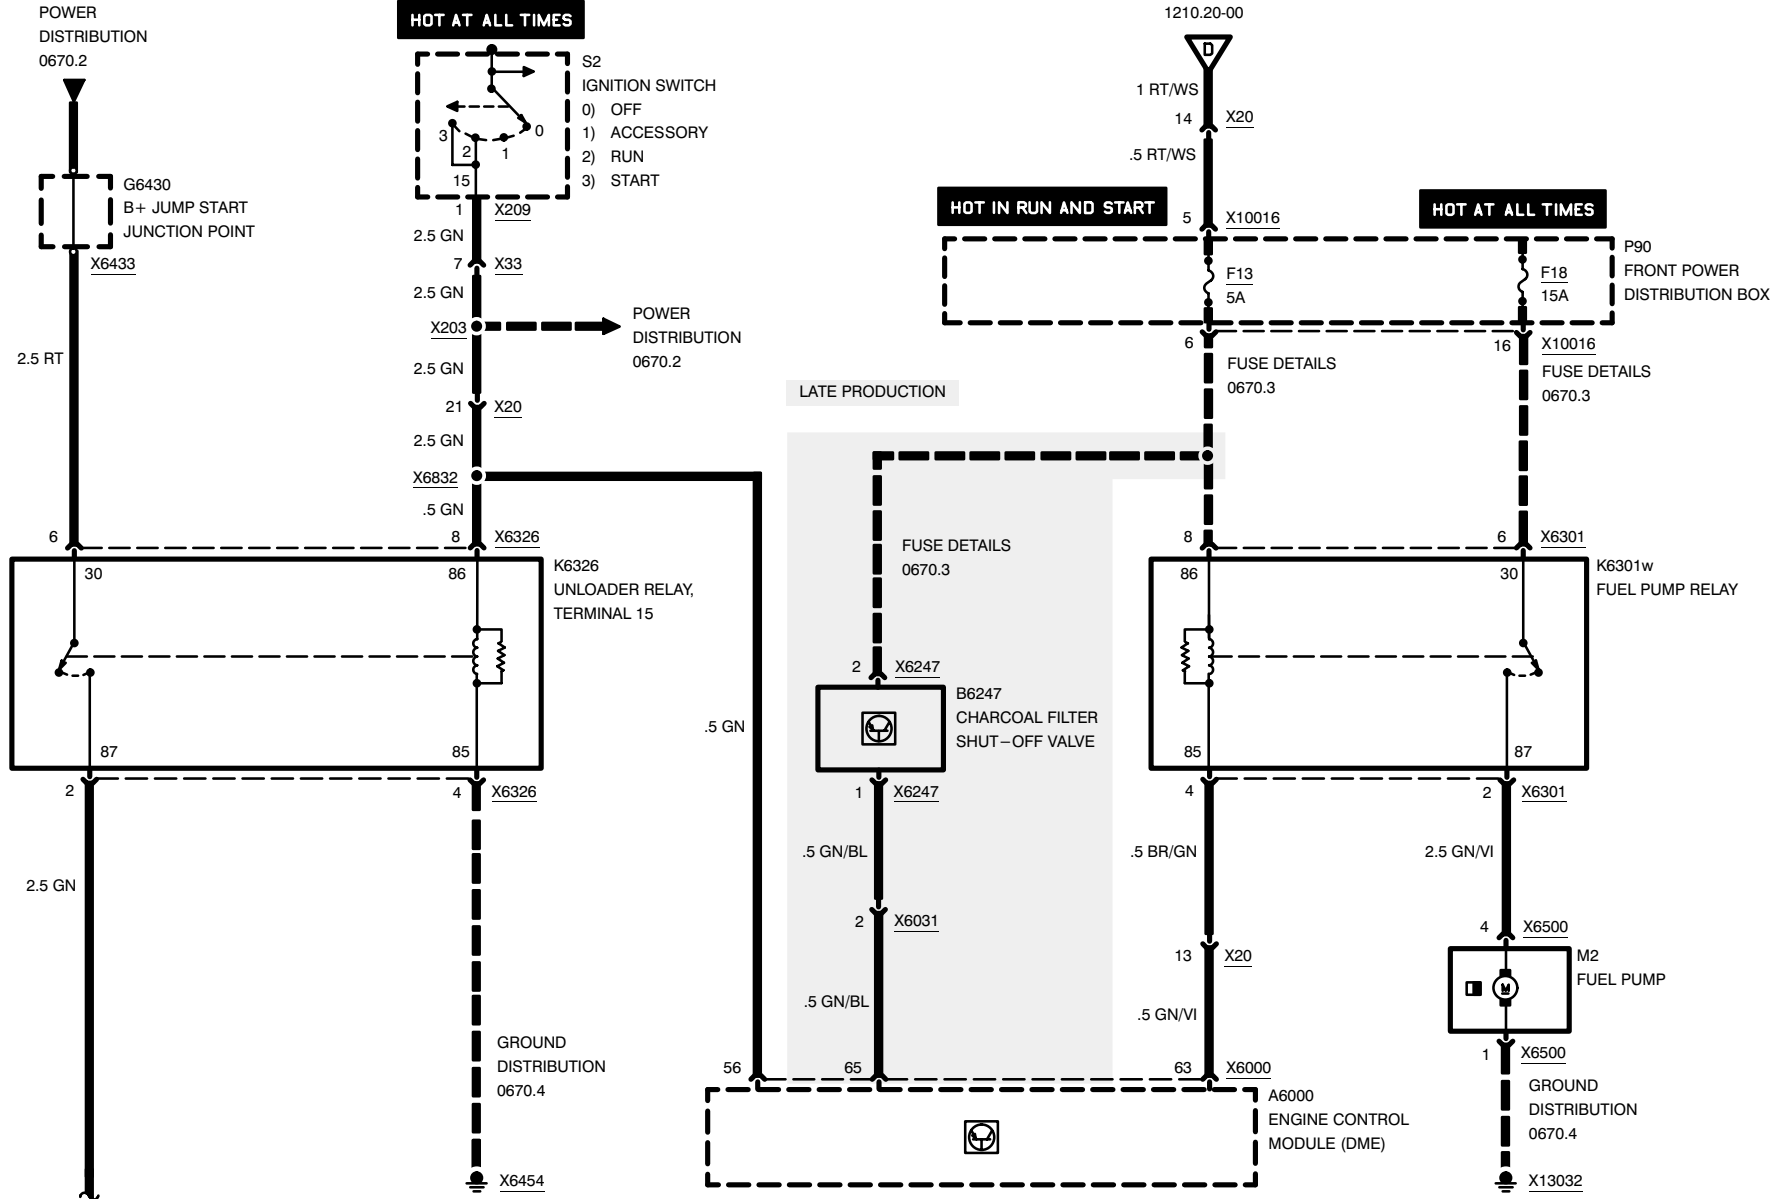 POWER
DISTRIBUTION
0670.2
HOT AT ALL TIMES
S2
IGNITION SWITCH
0) OFF
1) ACCESSORY
2) RUN
3) START
0
3
2
1
15
1 X209
2.5 GN
7 X33
2.5 GN
X203
POWER
DISTRIBUTION
0670.2
2.5 GN
21 X20
2.5 GN
X6832
.5 GN
G6430
B+ JUMP START
JUNCTION POINT
X6433
2.5 RT
6
8 X6326
30
86
K6326
UNLOADER RELAY,
TERMINAL 15
87
85
2
4 X6326
2.5 GN
GROUND
DISTRIBUTION
0670.4
X6454
.5 GN
1210.20-00
D
1 RT/WS
14 X20
.5 RT/WS
HOT IN RUN AND START
HOT AT ALL TIMES
5 X10016
P90
FRONT POWER
DISTRIBUTION BOX
F13
5A
F18
15A
6
16 X10016
FUSE DETAILS
0670.3
FUSE DETAILS
0670.3
LATE PRODUCTION
FUSE DETAILS
0670.3
8
6 X6301
86
30
K6301w
FUEL PUMP RELAY
2 X6247
B6247
CHARCOAL FILTER
SHUT-OFF VALVE
85
87
1 X6247
4
2 X6301
.5 GN/BL
.5 BR/GN
2.5 GN/VI
2 X6031
4 X6500
13 X20
M2
FUEL PUMP
M
.5 GN/BL
.5 GN/VI
1 X6500
56
65
63 X6000
A6000
ENGINE CONTROL
MODULE (DME)
GROUND
DISTRIBUTION
0670.4
X13032